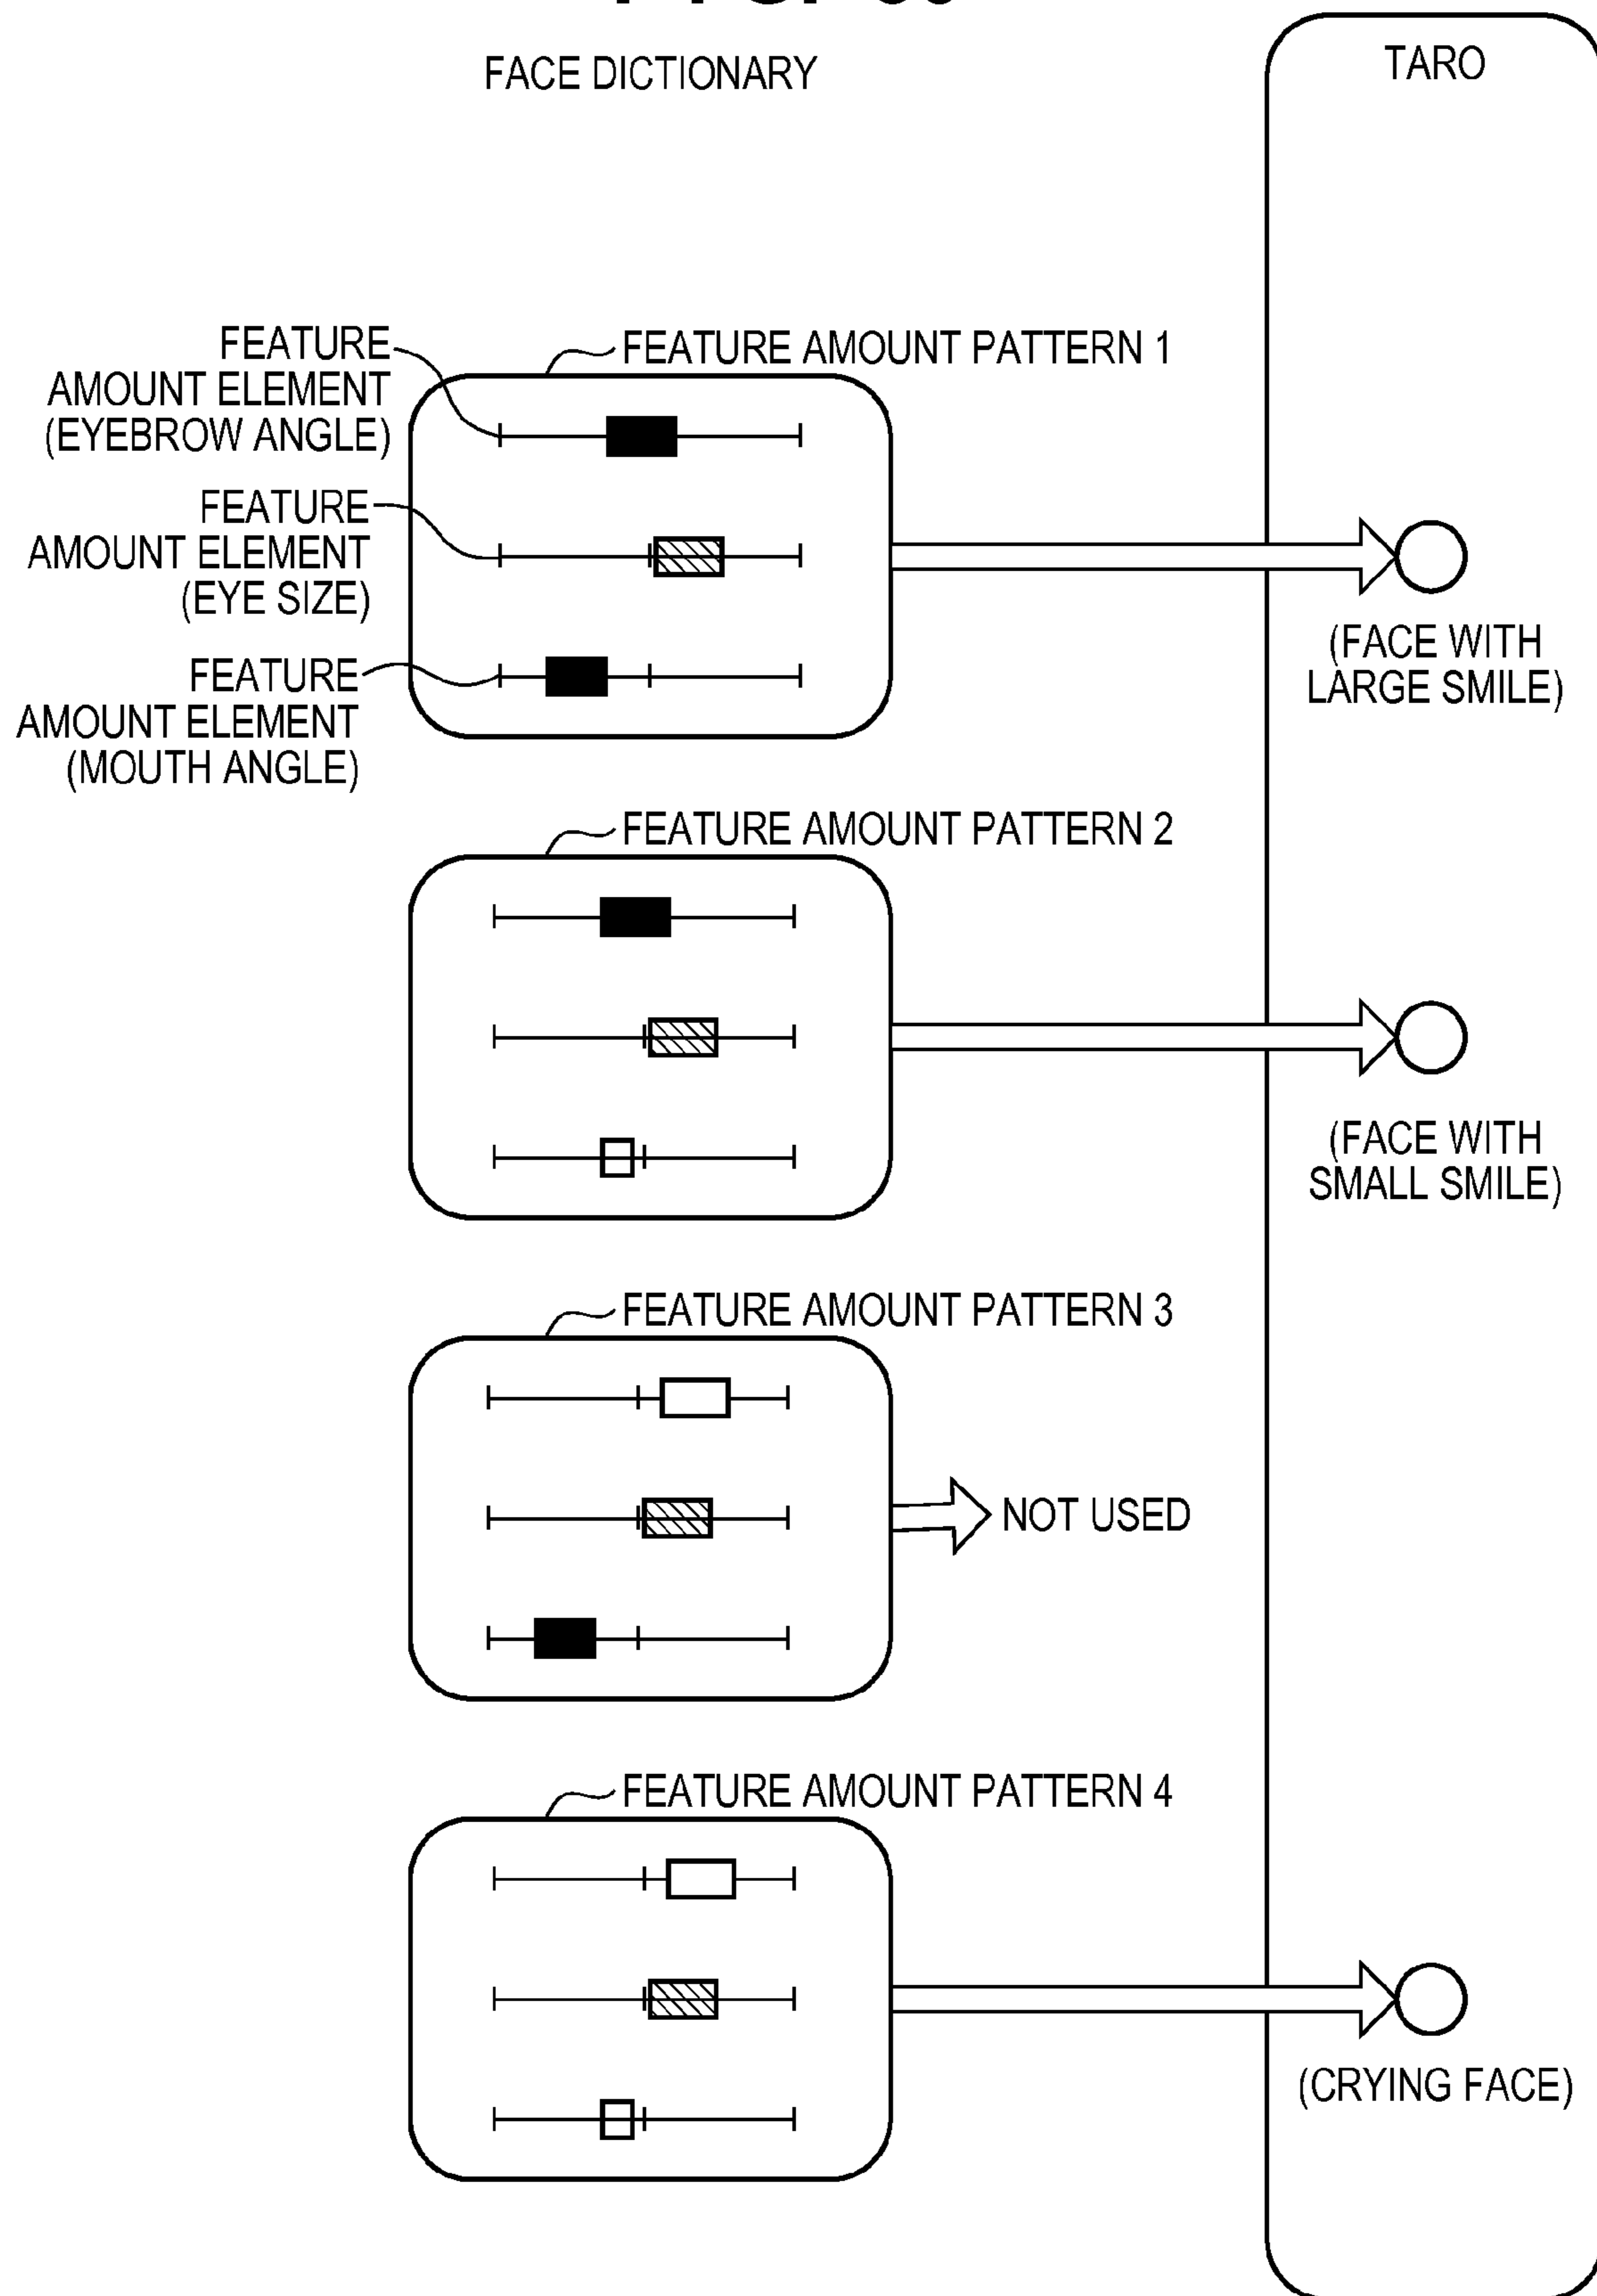 FACE DICTIONARY
TARO
FEATURE
AMOUNT ELEMENT
(EYEBROW ANGLE)
FEATURE AMOUNT PATTERN 1
FEATURE
AMOUNT ELEMENT
(EYE SIZE)
FEATURE
AMOUNT ELEMENT
(MOUTH ANGLE)
(FACE WITH
LARGE SMILE)
FEATURE AMOUNT PATTERN 2
(FACE WITH
SMALL SMILE)
FEATURE AMOUNT PATTERN 3
NOT USED
FEATURE AMOUNT PATTERN 4
(CRYING FACE)